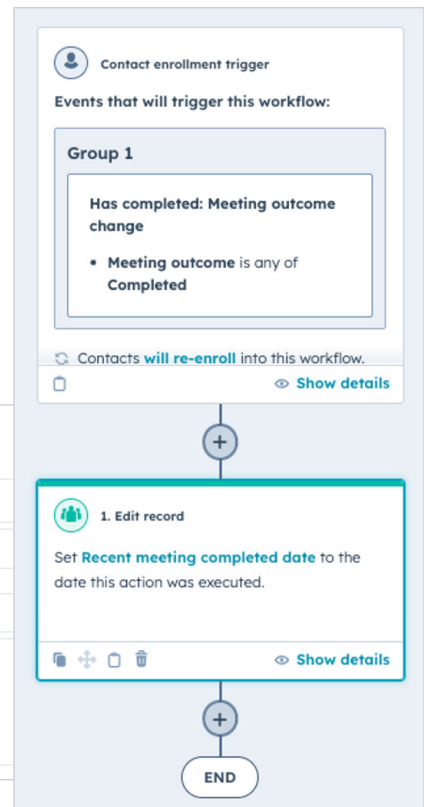 Contact enrollment trigger
Events that will trigger this workflow:
Group 1
Has completed: Meeting outcome
change
• Meeting outcome is any of
Completed
Contacts will re-enroll into this workflow.
Show details
1. Edit record
Set Recent meeting completed date to the
date this action was executed.
Show details
END